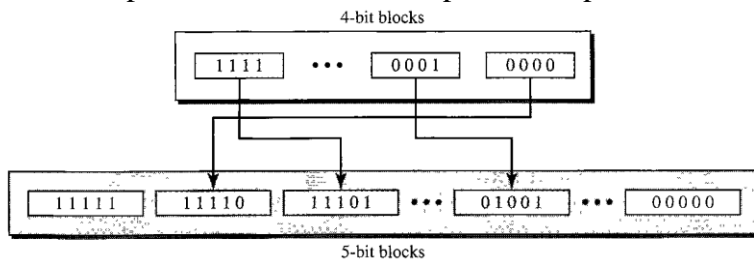 4-bit blocks
1111 ••• 0001 0000
11111 11110 11101 ••• 01001 ••• 00000
5-bit blocks